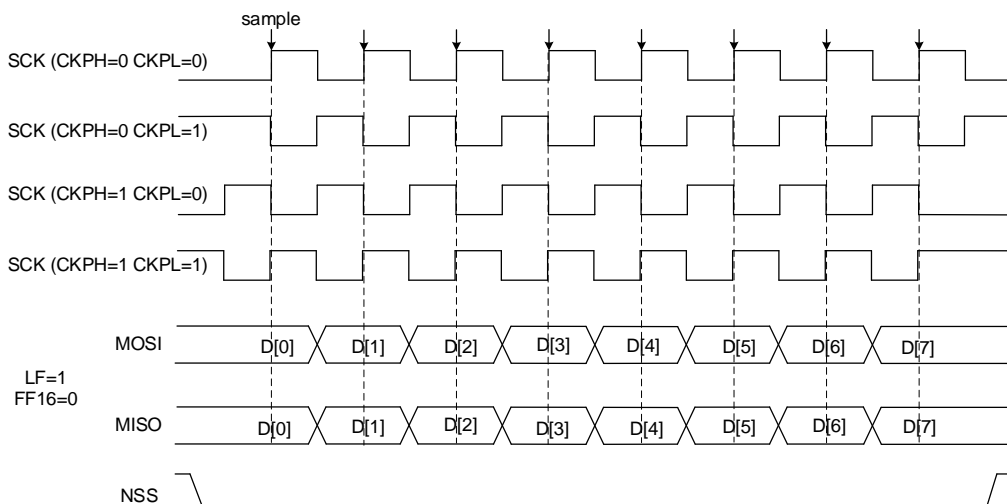 sample
SCK (CKPH=0 CKPL=0)
SCK (CKPH=0 CKPL=1)
SCK (CKPH=1 CKPL=0)
SCK (CKPH=1 CKPL=1)
MOSI
D[0] D[1] D[2] D[3] D[4] D[5] D[6] D[7]
LF=1
FF16=0
MISO
D[0] D[1] D[2] D[3] D[4] D[5] D[6] D[7]
NSS